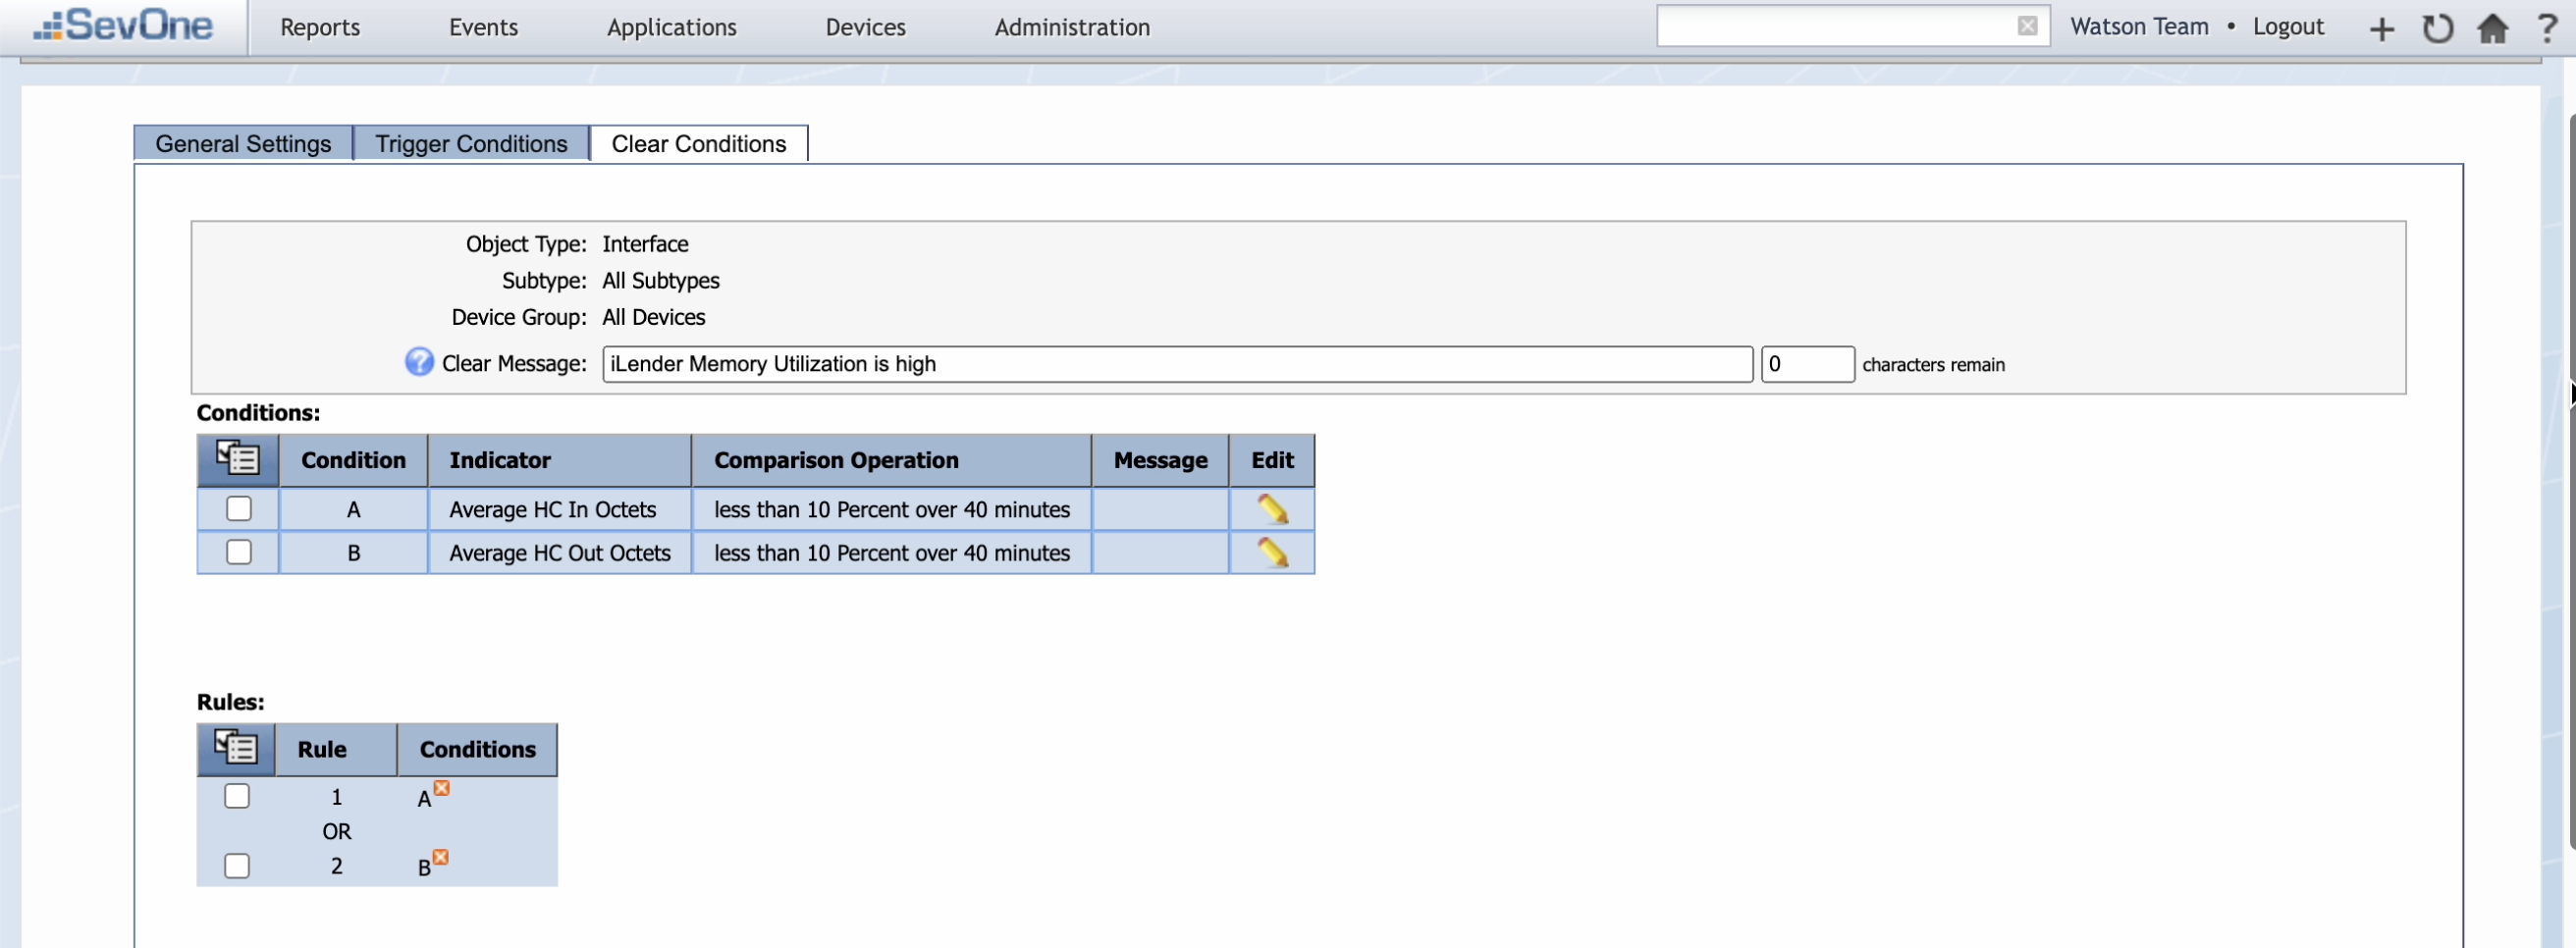 SevOne Reports Events Applications Devices Administration Watson Team • Logout + ?
General Settings Trigger Conditions Clear Conditions
Object Type: Interface
Subtype: All Subtypes
Device Group: All Devices
? Clear Message: iLender Memory Utilization is high 0 characters remain
Conditions:
Condition Indicator Comparison Operation Message Edit
A Average HC In Octets less than 10 Percent over 40 minutes
B Average HC Out Octets less than 10 Percent over 40 minutes
Rules:
Rule Conditions
1 A
OR
2 B